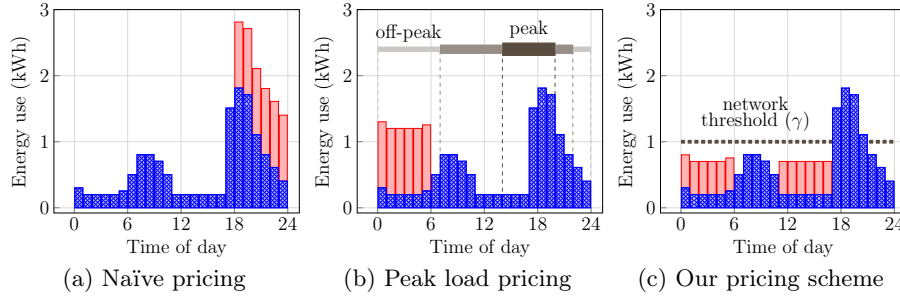 3
2
1
0
Energy use (kWh)
0 6 12 18 24
Time of day
(a) Naïve pricing
3
2
1
0
Energy use (kWh)
off-peak peak
0 6 12 18 24
Time of day
(b) Peak load pricing
3
2
1
0
Energy use (kWh)
network
threshold (γ)
0 6 12 18 24
Time of day
(c) Our pricing scheme